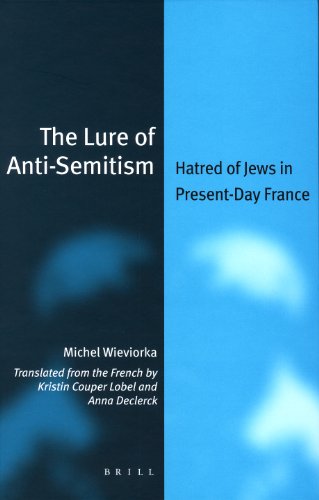 The Lure of
Anti-Semitism
Hatred of Jews in
Present-Day France
Michel Wieviorka
Translated from the French by
Kristin Couper Lobel and
Anna Declerck
BRILL